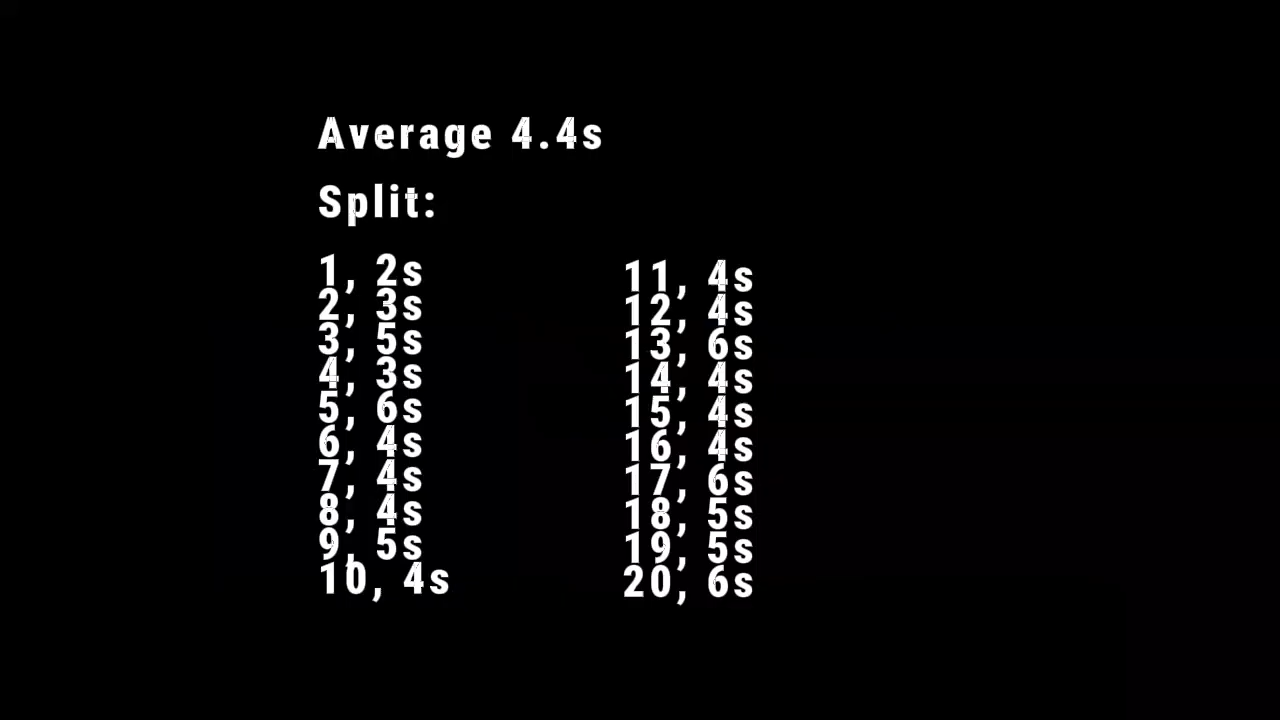 Average 4.4s
Split:
1, 2s
2, 3s
3, 5s
4, 3s
5, 6s
6, 4s
7, 4s
8, 4s
9, 5s
10, 4s
11, 4s
12, 4s
13, 6s
14, 4s
15, 4s
16, 4s
17, 6s
18, 5s
19, 5s
20, 6s